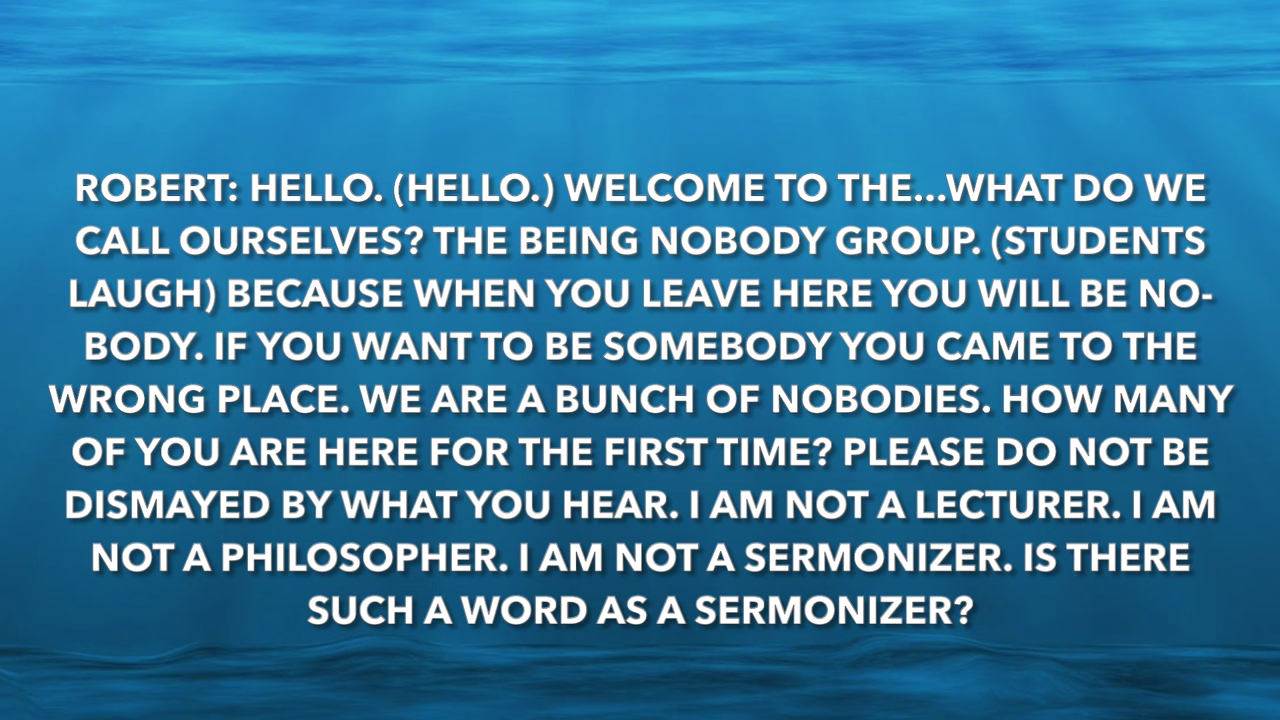 ROBERT: HELLO. (HELLO.) WELCOME TO THE...WHAT DO WE
CALL OURSELVES? THE BEING NOBODY GROUP. (STUDENTS
LAUGH) BECAUSE WHEN YOU LEAVE HERE YOU WILL BE NO-
BODY. IF YOU WANT TO BE SOMEBODY YOU CAME TO THE
WRONG PLACE. WE ARE A BUNCH OF NOBODIES. HOW MANY
OF YOU ARE HERE FOR THE FIRST TIME? PLEASE DO NOT BE
DISMAYED BY WHAT YOU HEAR. I AM NOT A LECTURER. I AM
NOT A PHILOSOPHER. I AM NOT A SERMONIZER. IS THERE
SUCH A WORD AS A SERMONIZER?